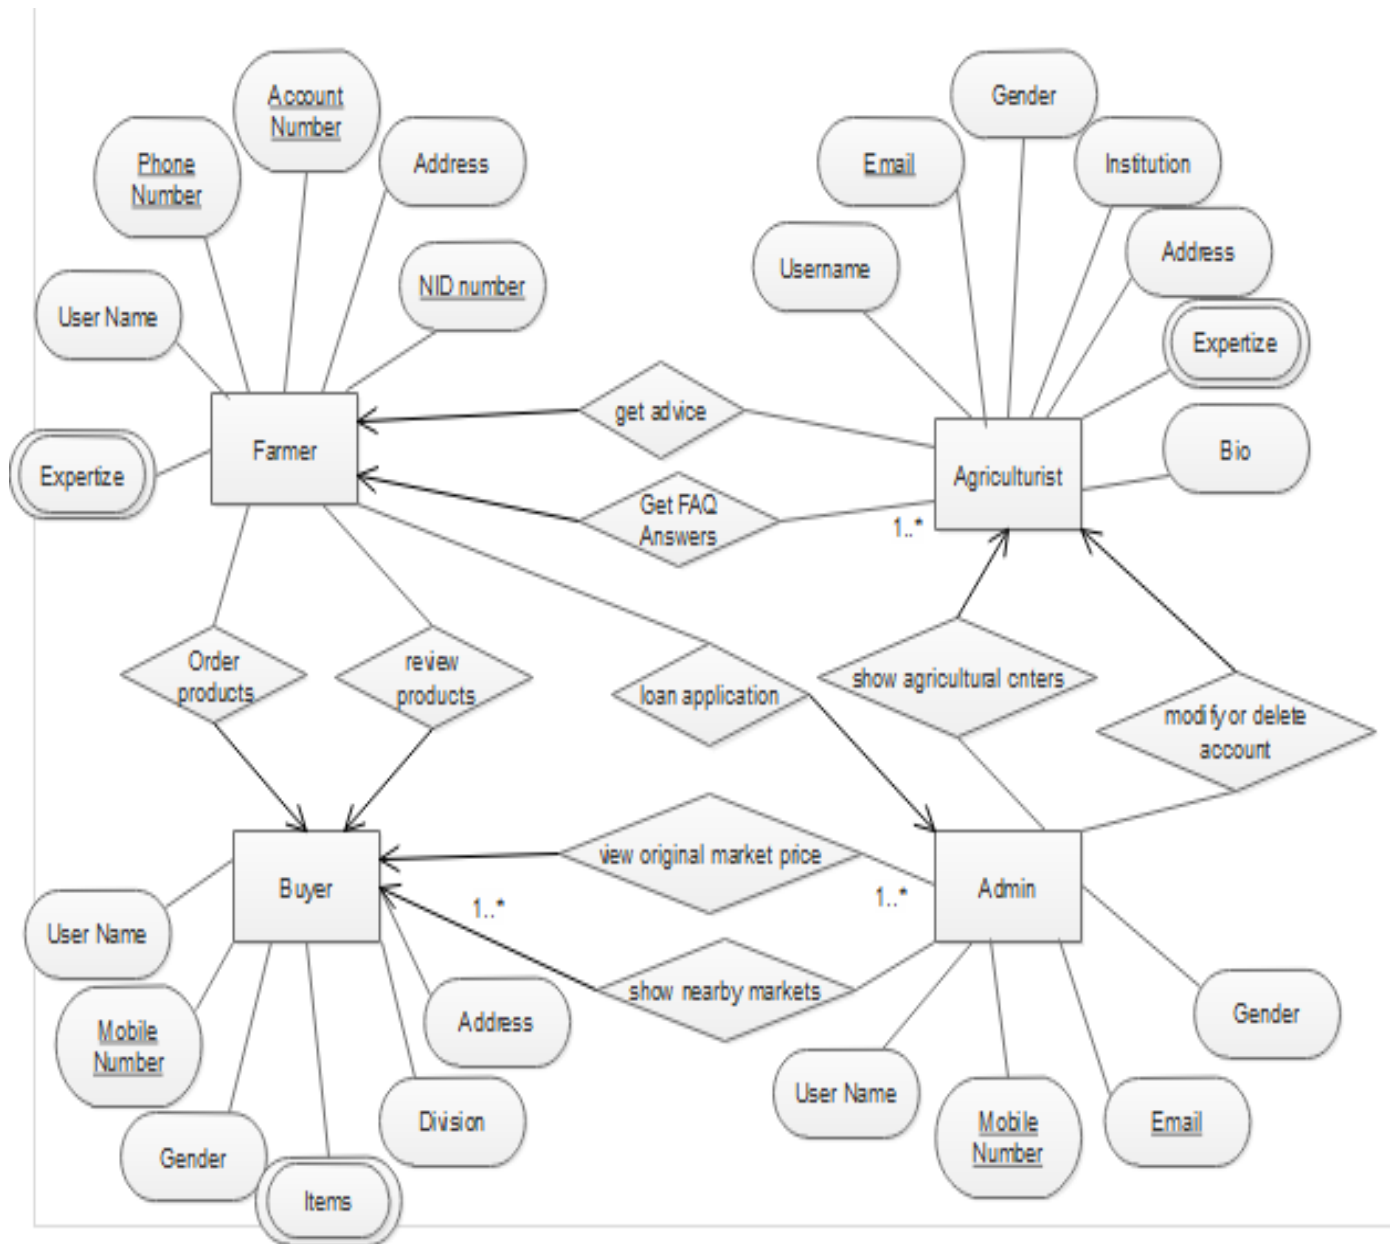 Account
Number
Gender
Phone
Number
Address
Email
Institution
Username
Address
NID number
User Name
Expertize
get advice
Farmer
Bio
Expertize
Agriculturist
Get FAQ
Answers
1..*
Order
products
review
products
loan application
show agricultural cnters
modify or delete
account
view original market price
Buyer
1..*
1..*
Admin
User Name
show nearby markets
Address
Gender
Mobile
Number
User Name
Division
Mobile
Number
Email
Gender
Items